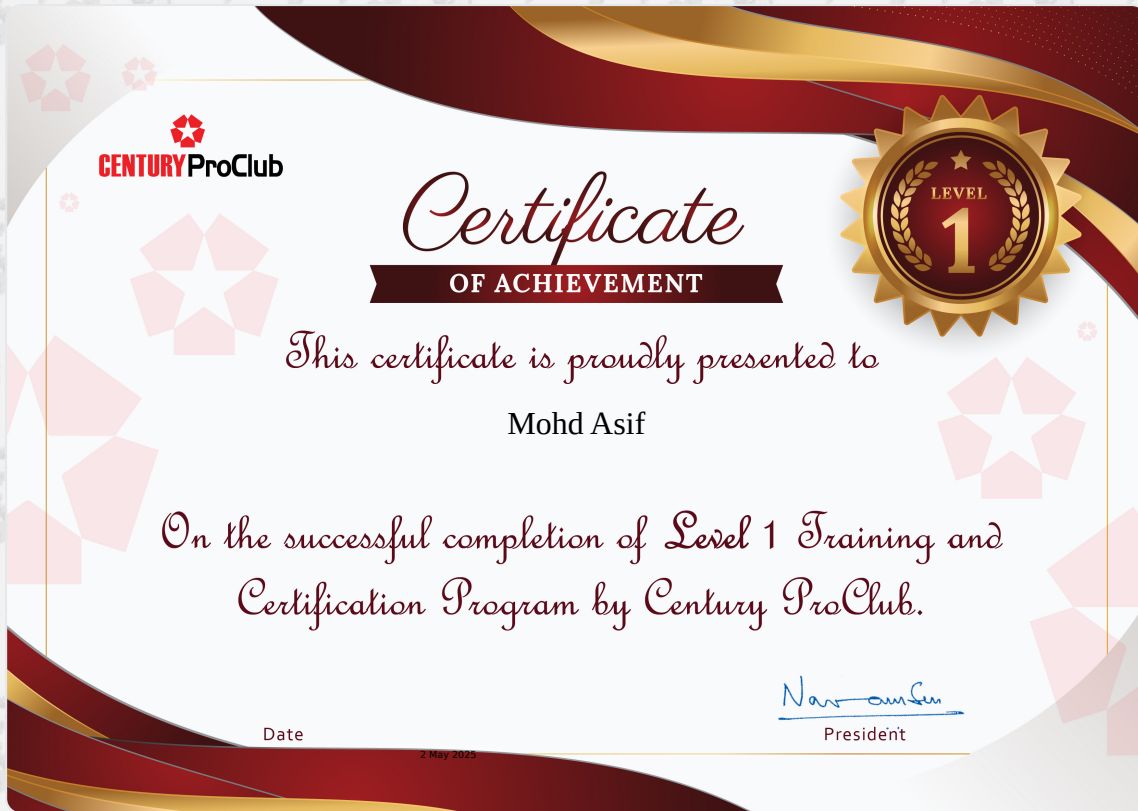 CENTURY ProClub
LEVEL
1
Certificate
OF ACHIEVEMENT
This certificate is proudly presented to
Mohd Asif
On the successful completion of Level 1 Training and
Certification Program by Century ProClub.
Date
President
2 May 2025